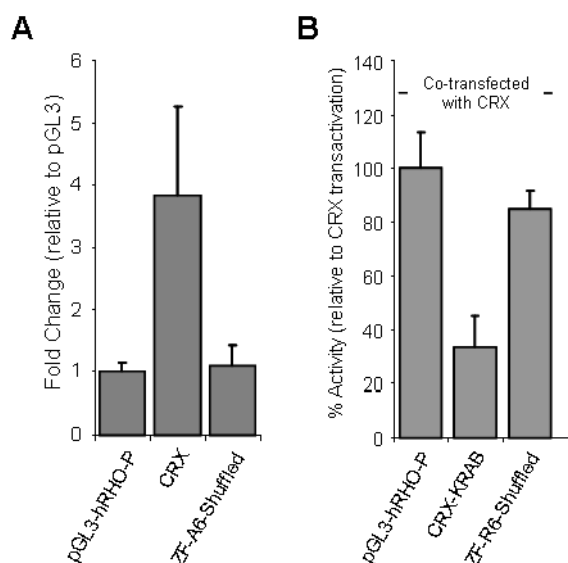 A
Fold Change (relative to pGL3)
6
5
4
3
2
1
0
pGL3-hRHO-P
CRX
ZF-A6-Shuffled
B
% Activity (relative to CRX transactivation)
140
120
100
80
60
40
20
0
Co-transfected
with CRX
pGL3-hRHO-P
CRX-KRAB
ZF-R6-Shuffled